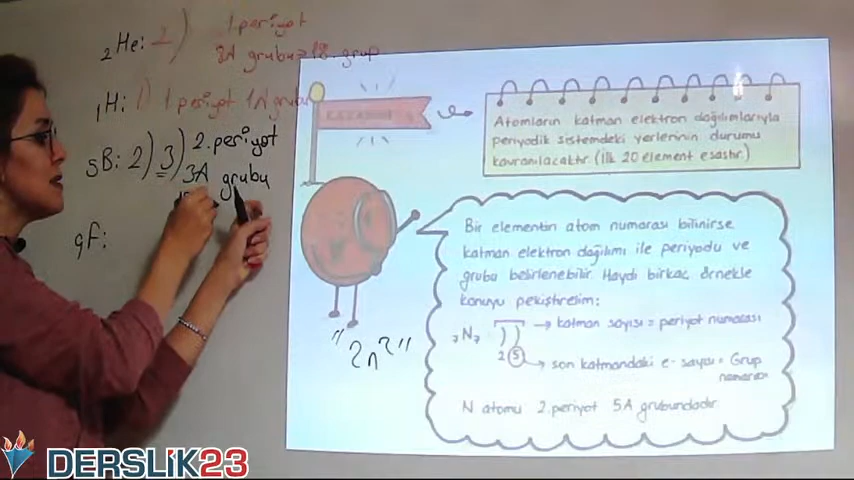 ₂He: 2) 1.periyot
8A grubu=18. grup
₁H: 1) 1.periyot 1A grubu
₅B: 2) 3) 2.periyot
3A grubu
₉F:
Atomların katman elektron dağılımlarıyla
periyodik sistemdeki yerlerinin durumu
kavranılacaktır. (İlk 20 element esastır.)
Bir elementin atom numarası bilinirse
katman elektron dağılımı ile periyodu ve
grubu belirlenebilir. Haydi birkaç örnekle
konuyu pekiştirelim:
₇N₇ ) ) → katman sayısı = periyot numarası
2 5 → son katmandaki e- sayısı = Grup
numarası
N atomu 2.periyot 5A grubundadır.
"2n²"
DERSLİK23